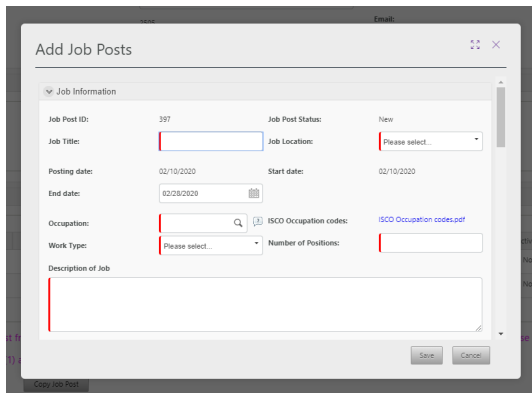 Email:
Add Job Posts
Job Information
Job Post ID: 397 Job Post Status: New
Job Title: Job Location: Please select...
Posting date: 02/10/2020 Start date: 02/10/2020
End date: 02/28/2020
Occupation: ISCO Occupation codes: ISCO Occupation codes.pdf
Work Type: Please select... Number of Positions:
Description of Job
Save Cancel
Copy Job Post